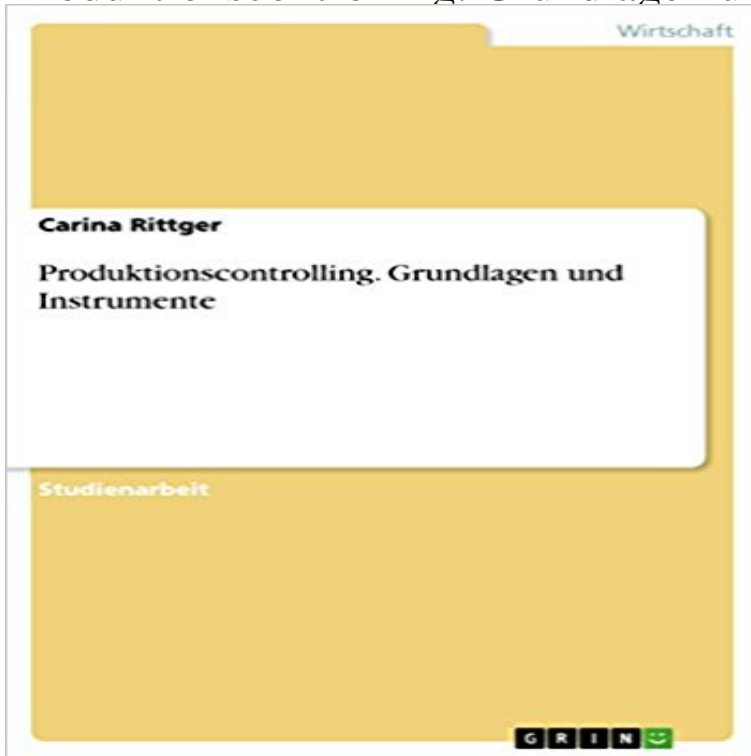 Wirtschaft
Carina Rittger
Produktionscontrolling. Grundlagen und
Instrumente
Studienarbeit
GRIN